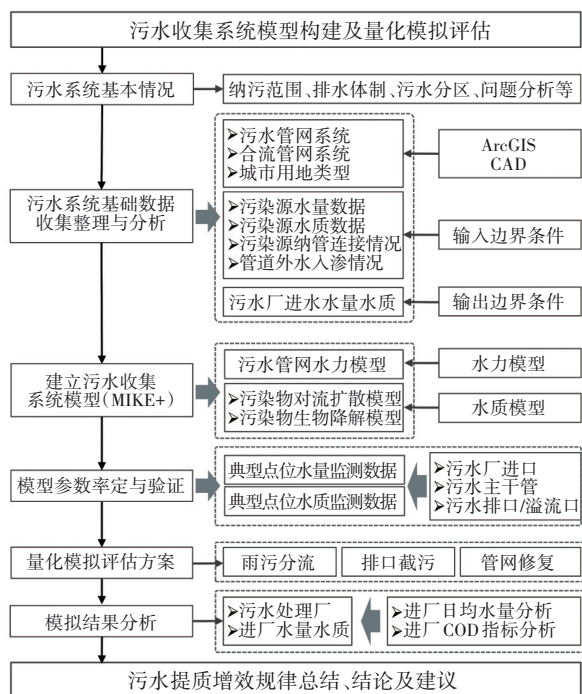 污水收集系统模型构建及量化模拟评估
污水系统基本情况
纳污范围、排水体制、污水分区、问题分析等
污水系统基础数据
收集整理与分析
➢污水管网系统
➢合流管网系统
➢城市用地类型
ArcGIS
CAD
➢污染源水量数据
➢污染源水质数据
➢污染源纳管连接情况
➢管道外水入渗情况
输入边界条件
污水厂进水水量水质
输出边界条件
建立污水收集
系统模型(MIKE+)
污水管网水力模型
水力模型
➢污染物对流扩散模型
➢污染物生物降解模型
水质模型
模型参数率定与验证
典型点位水量监测数据
典型点位水质监测数据
➢污水厂进口
➢污水主干管
➢污水排口/溢流口
量化模拟评估方案
雨污分流
排口截污
管网修复
模拟结果分析
➢污水处理厂
➢进厂水量水质
➢进厂日均水量分析
➢进厂COD指标分析
污水提质增效规律总结、结论及建议